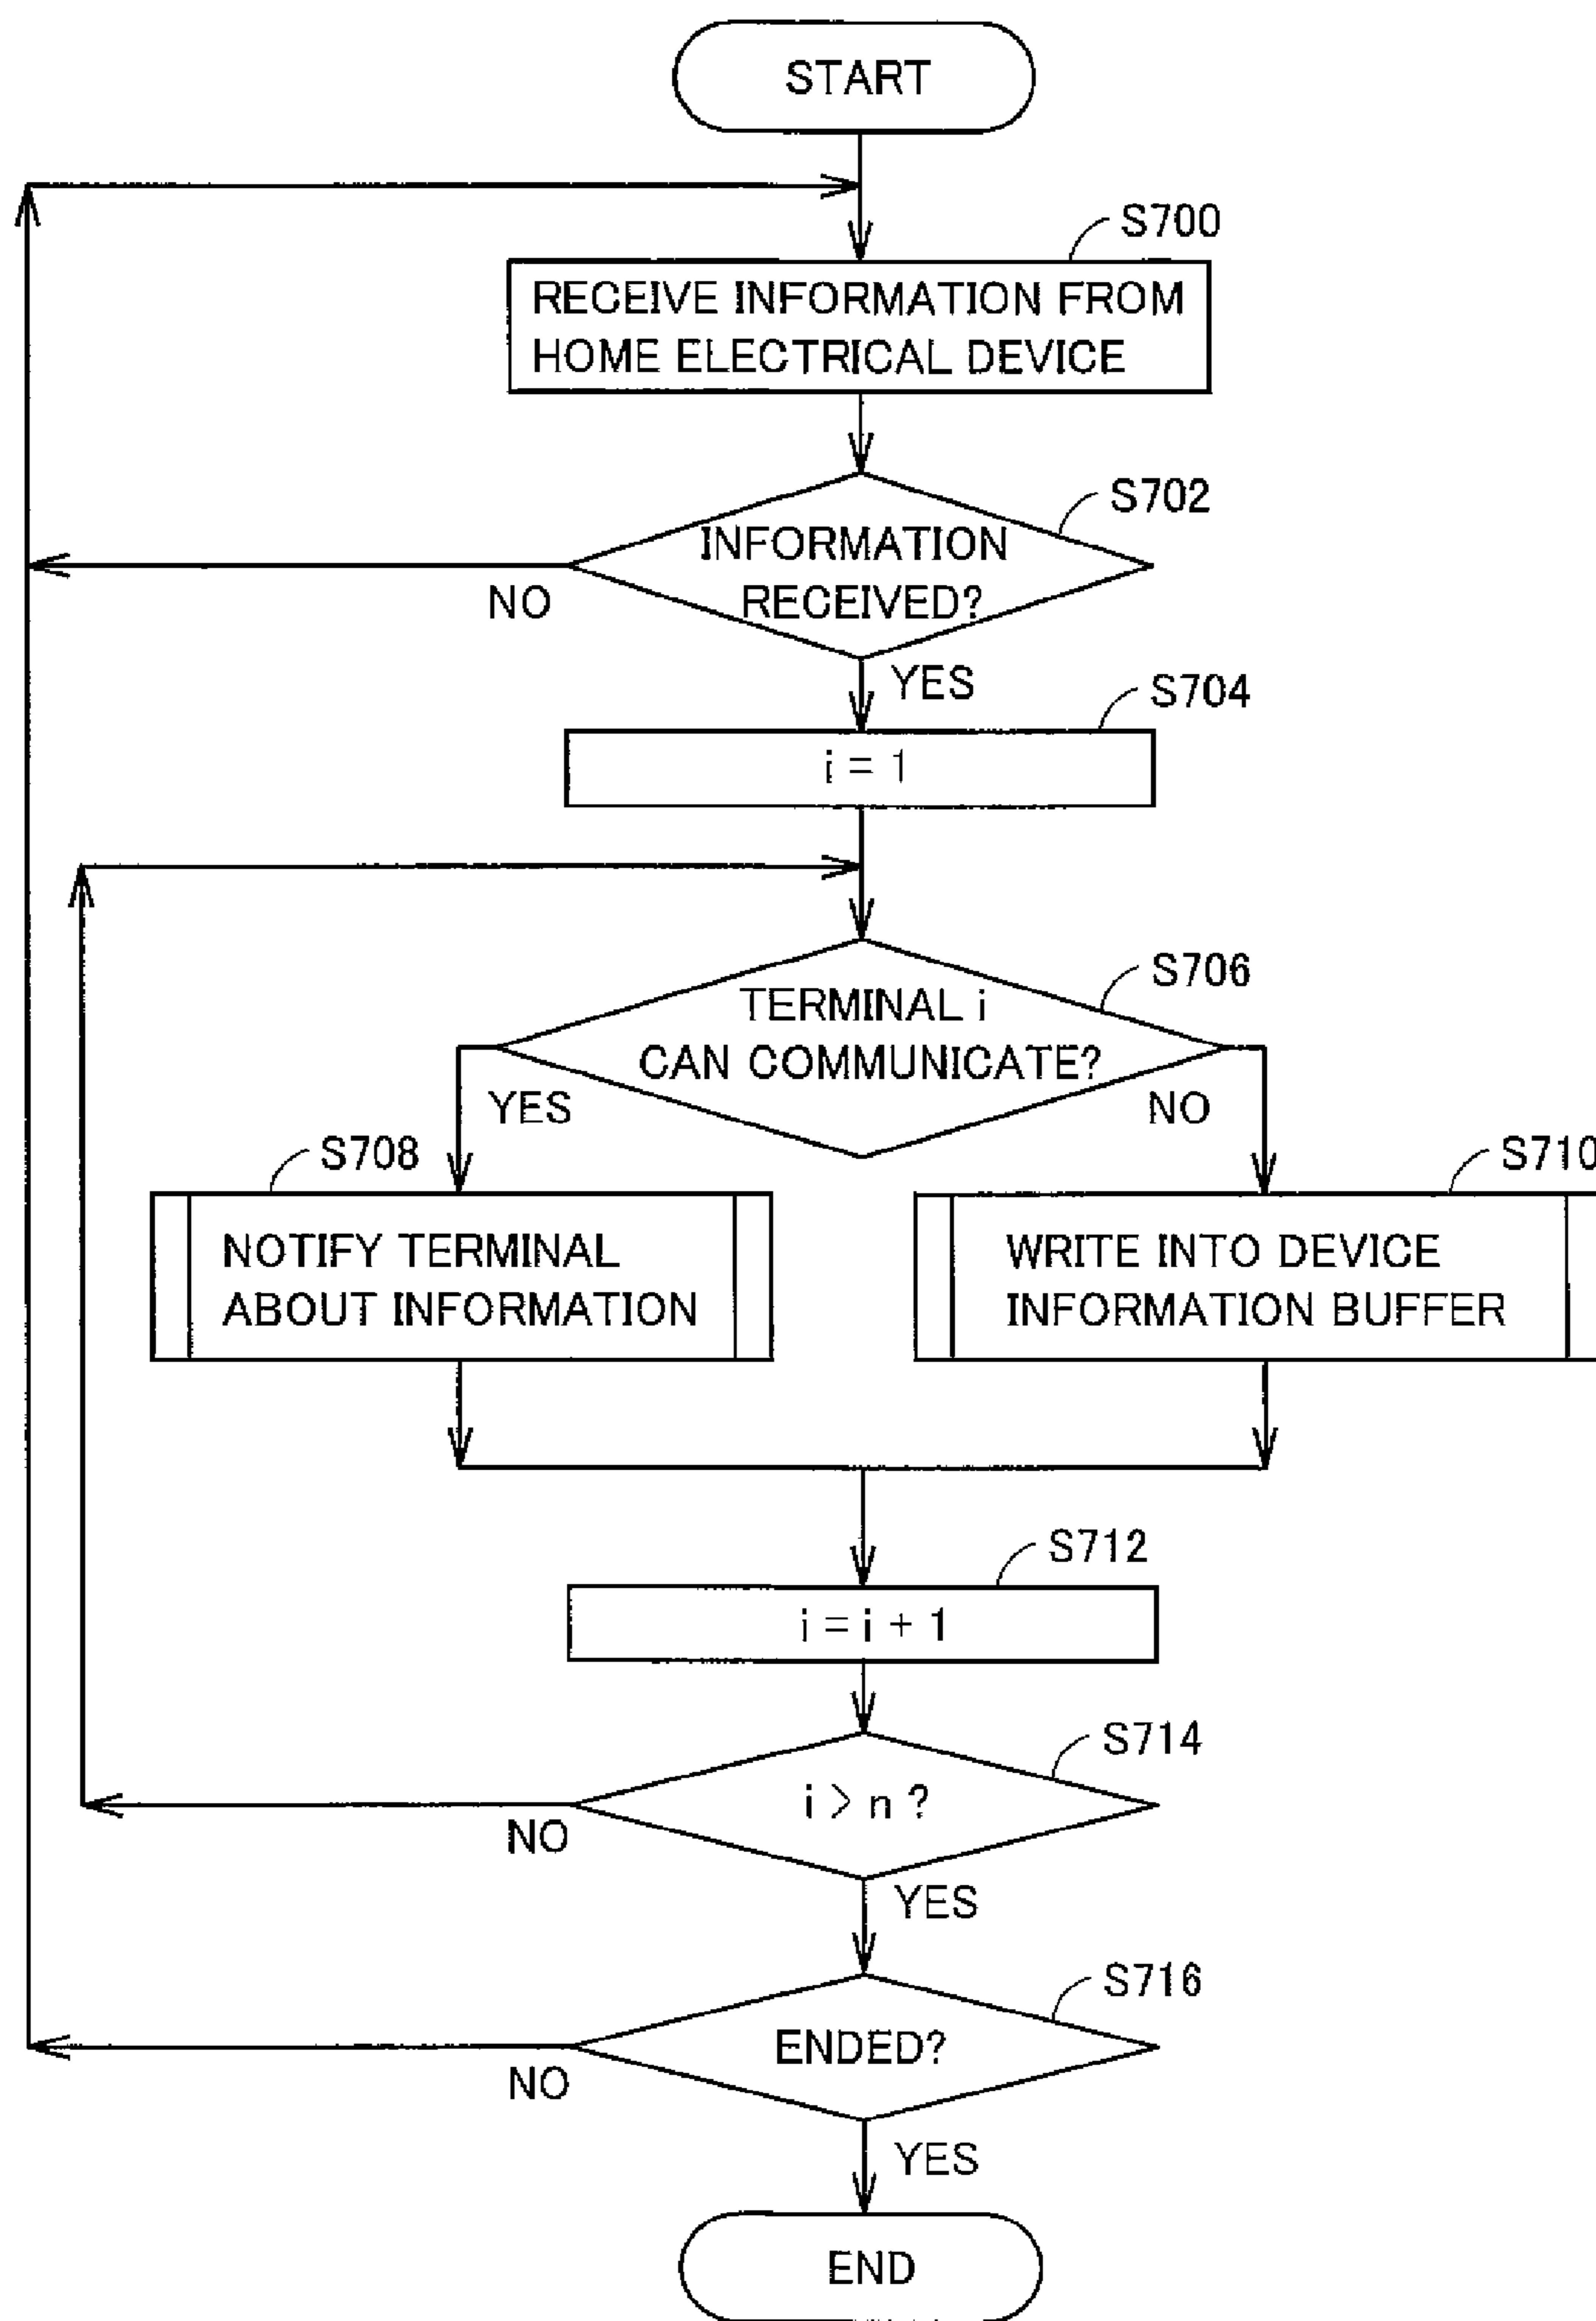 START
S700
RECEIVE INFORMATION FROM
HOME ELECTRICAL DEVICE
S702
INFORMATION
RECEIVED?
NO
YES
S704
i = 1
S706
TERMINAL i
CAN COMMUNICATE?
YES
NO
S708
NOTIFY TERMINAL
ABOUT INFORMATION
S710
WRITE INTO DEVICE
INFORMATION BUFFER
S712
i = i + 1
S714
i > n ?
NO
YES
S716
ENDED?
NO
YES
END